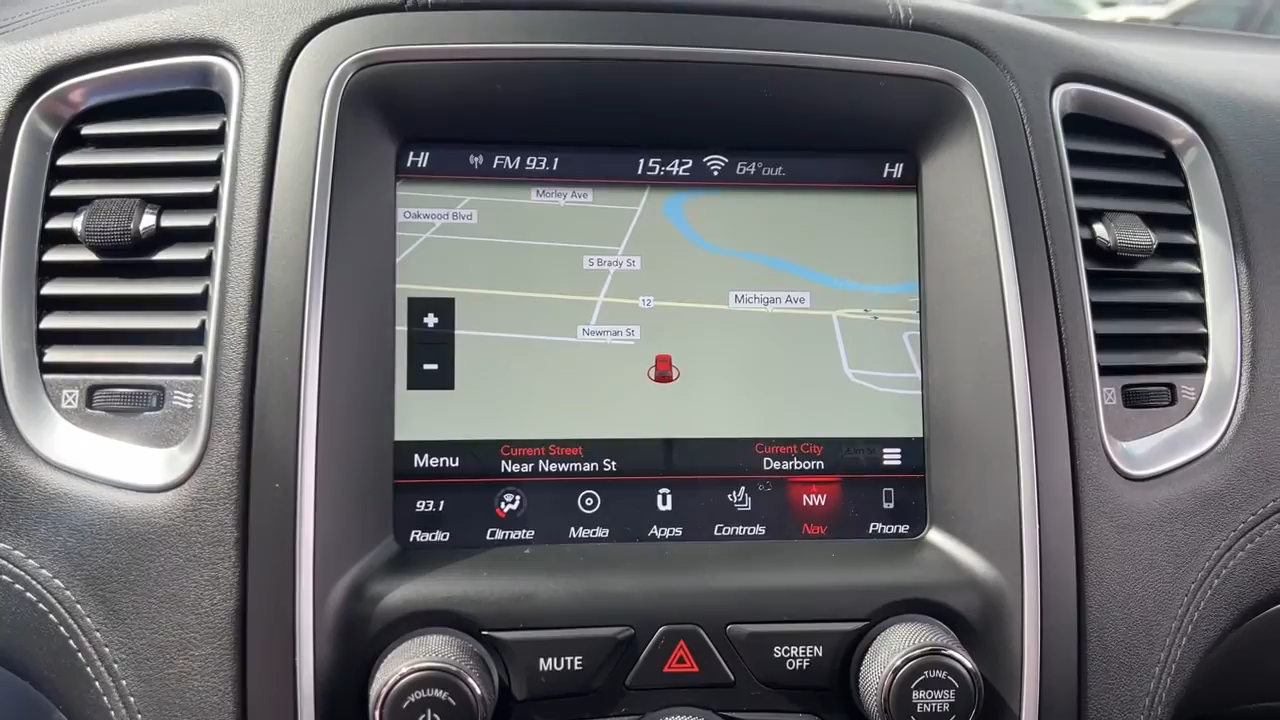 HI FM 93.1 15:42 64°out. HI
Morley Ave
Oakwood Blvd
S Brady St
12
Michigan Ave
Newman St
+
-
Menu
Current Street
Near Newman St
Current City
Dearborn
Elm St
93.1
NW
Radio Climate Media Apps Controls Nav Phone
MUTE
SCREEN
OFF
VOLUME
TUNE
BROWSE
ENTER